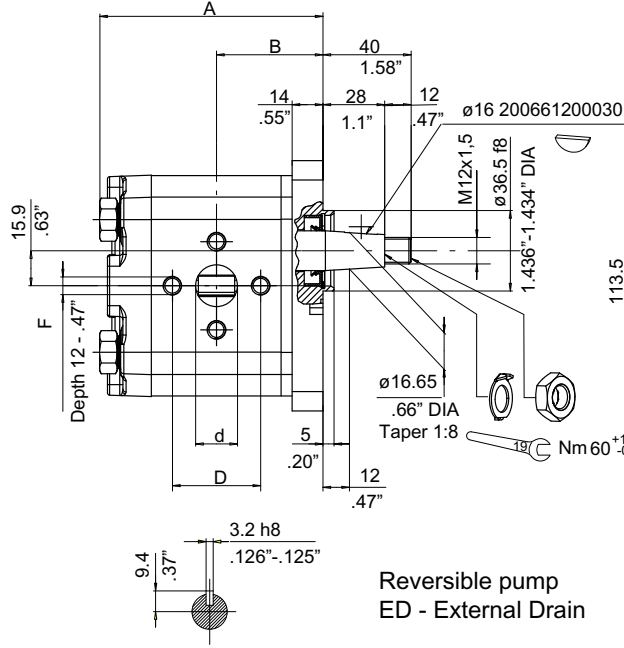 A
B
40
1.58”
14
.55”
28
1.1”
12
.47”
ø16 200661200030
M12x1,5
ø36.5 f8
1.436”-1.434” DIA
113.5
15.9
.63”
F
Depth 12 - .47”
d
D
5
.20”
12
.47”
ø16.65
.66” DIA
Taper 1:8
19
Nm 60
3.2 h8
.126”-.125”
9.4
.37”
Reversible pump
ED - External Drain